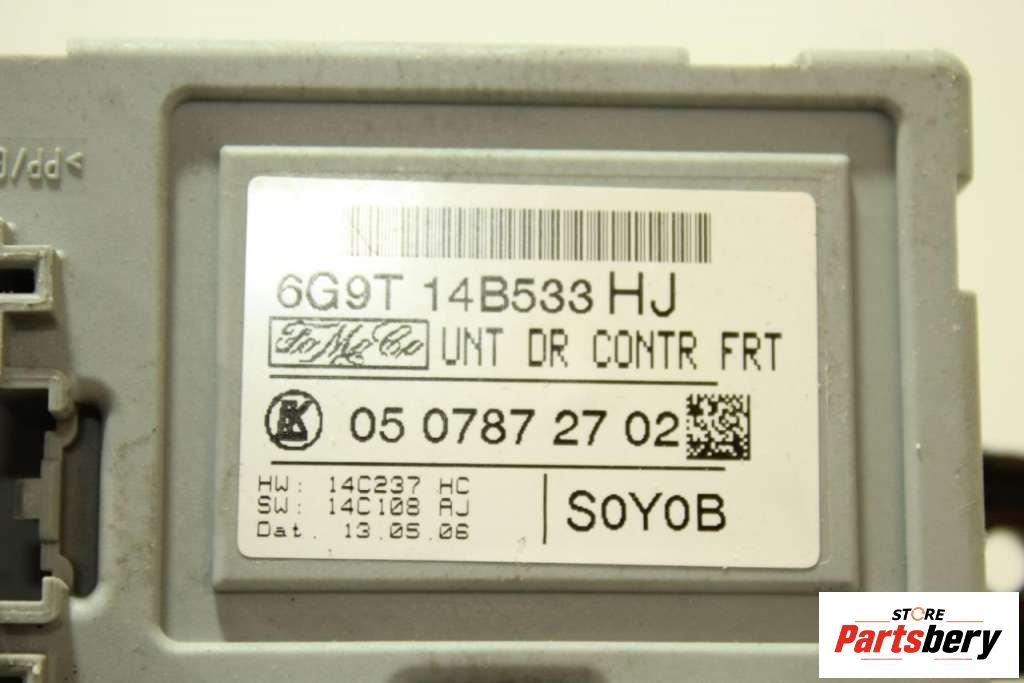 >PP/
6G9T 14B533 HJ
FoMoCo UNT DR CONTR FRT
05 0787 27 02
HW: 14C237 HC
SW: 14C108 AJ
Dat. 13.05.06
S0Y0B
STORE
Partsbery